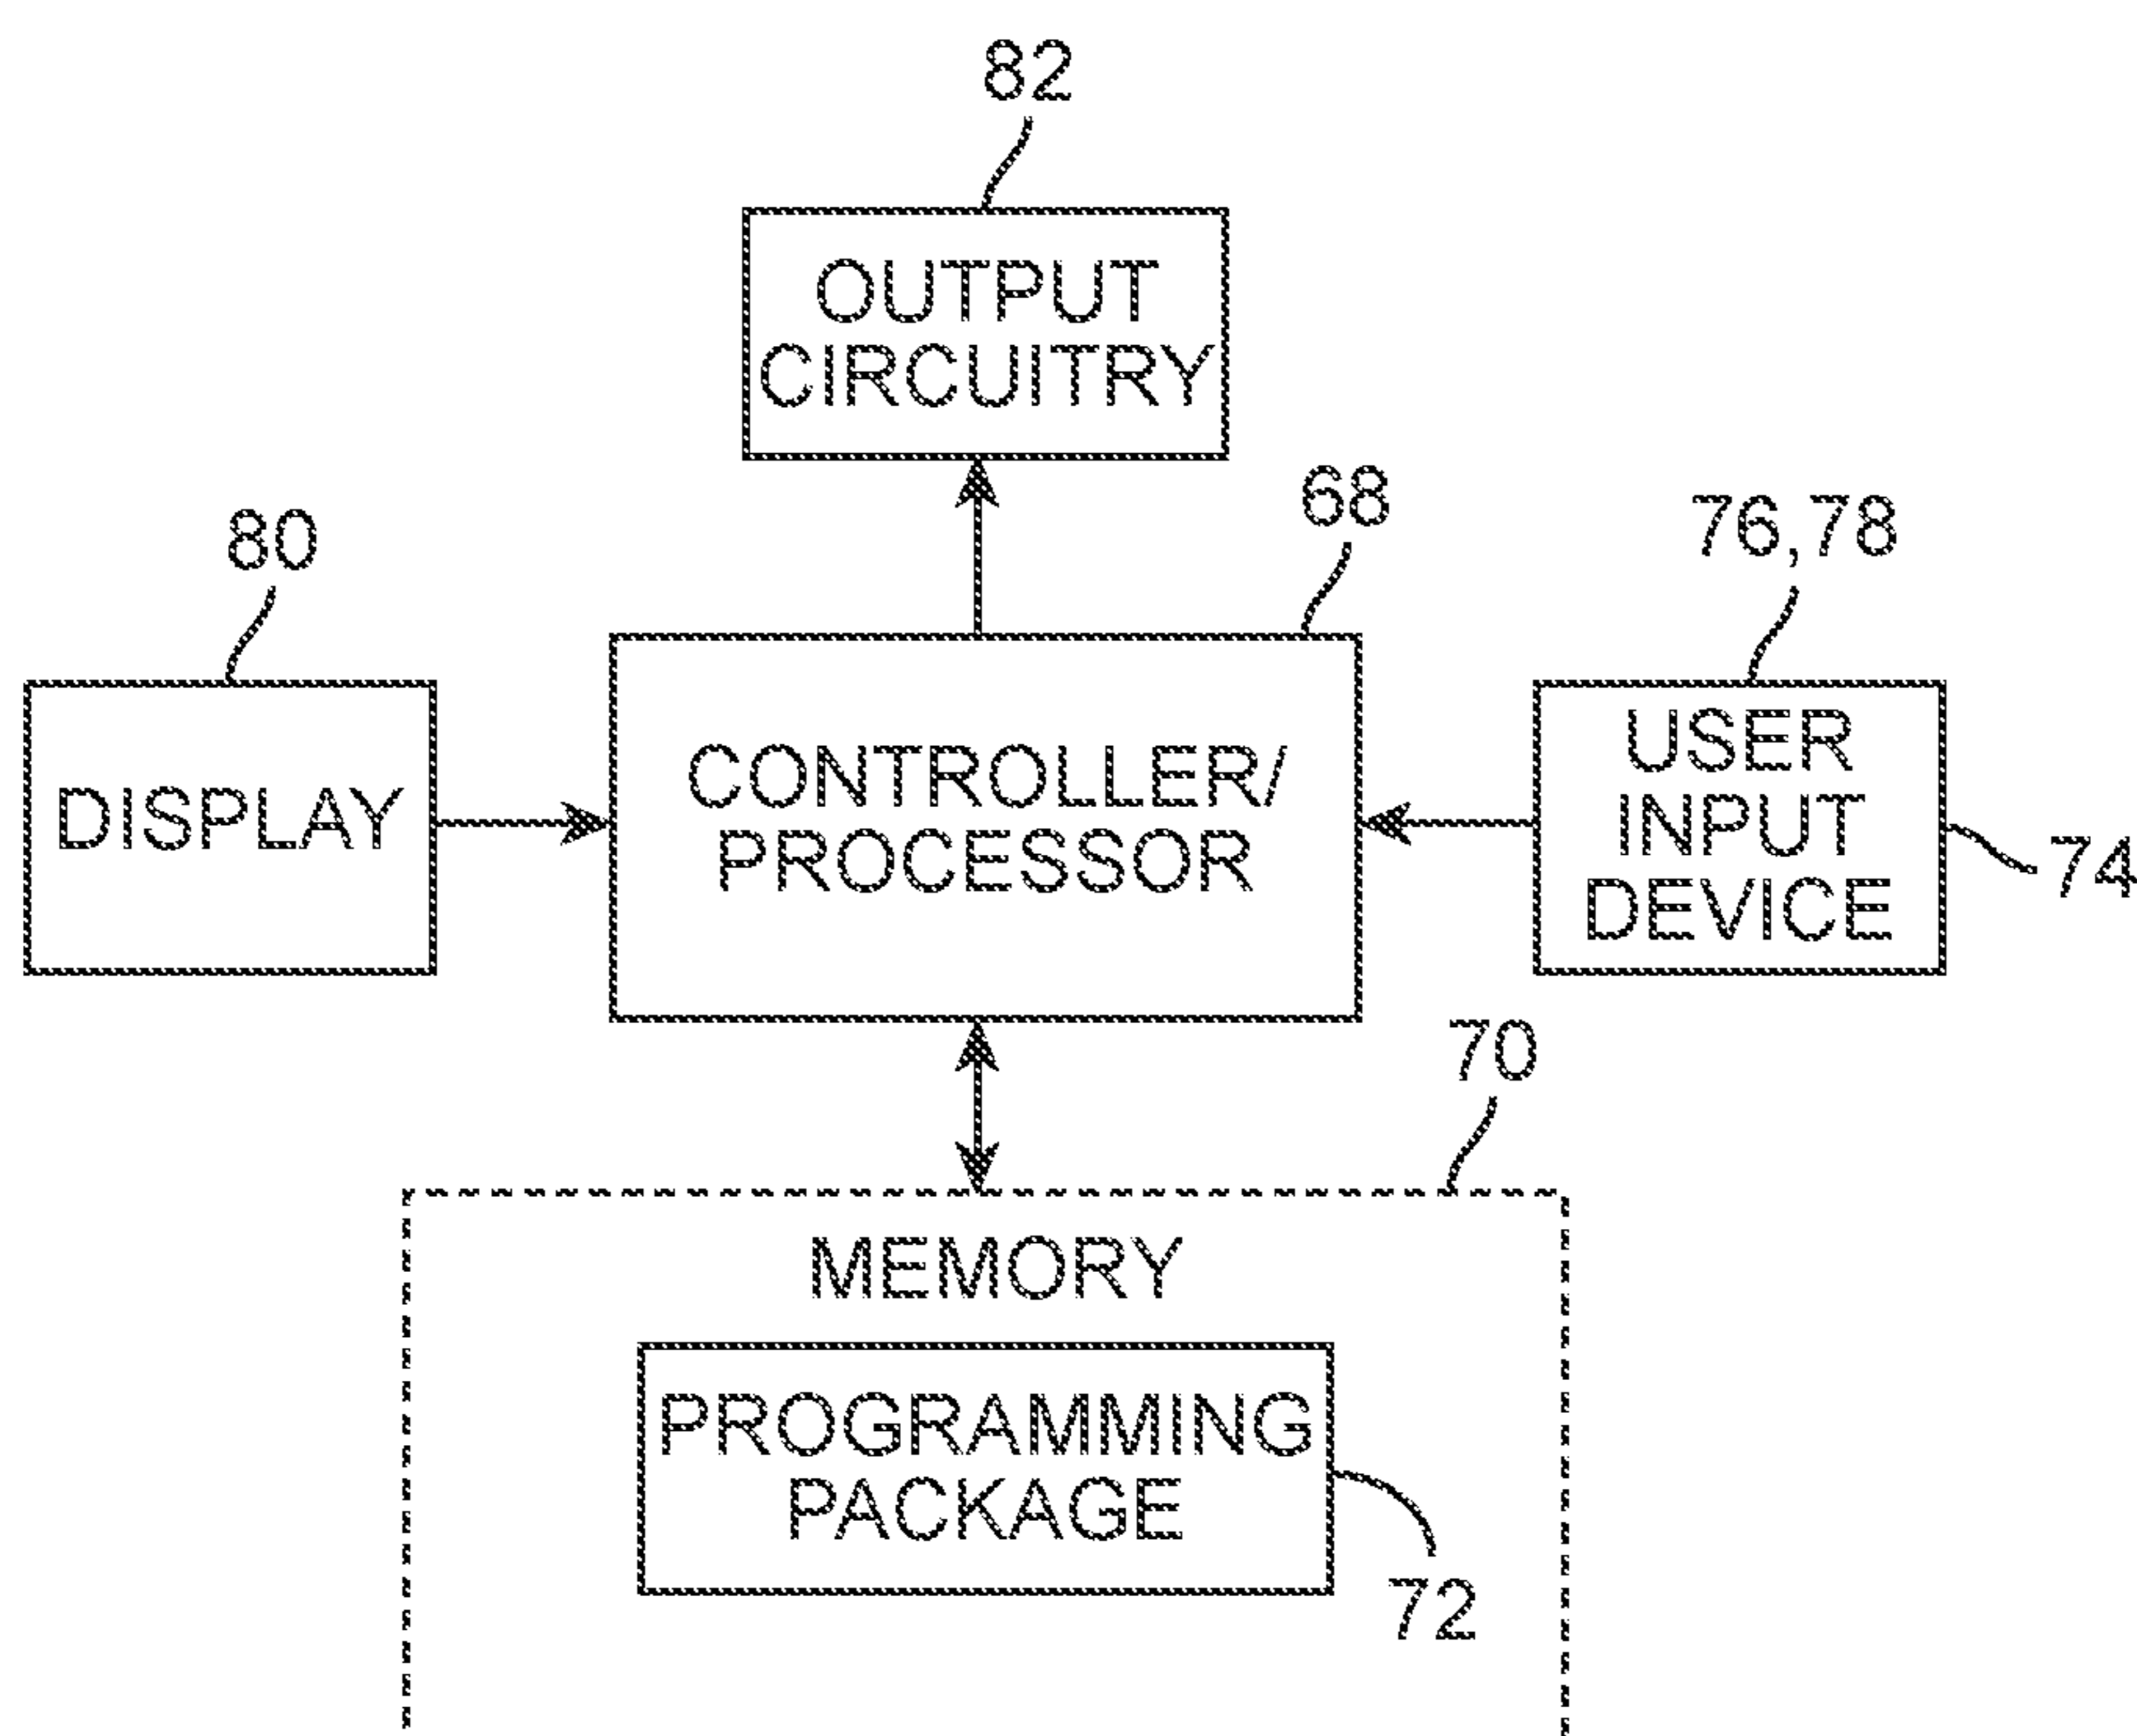 82
OUTPUT
CIRCUITRY
68
76,78
80
DISPLAY
CONTROLLER/
PROCESSOR
USER
INPUT
DEVICE
74
70
MEMORY
PROGRAMMING
PACKAGE
72